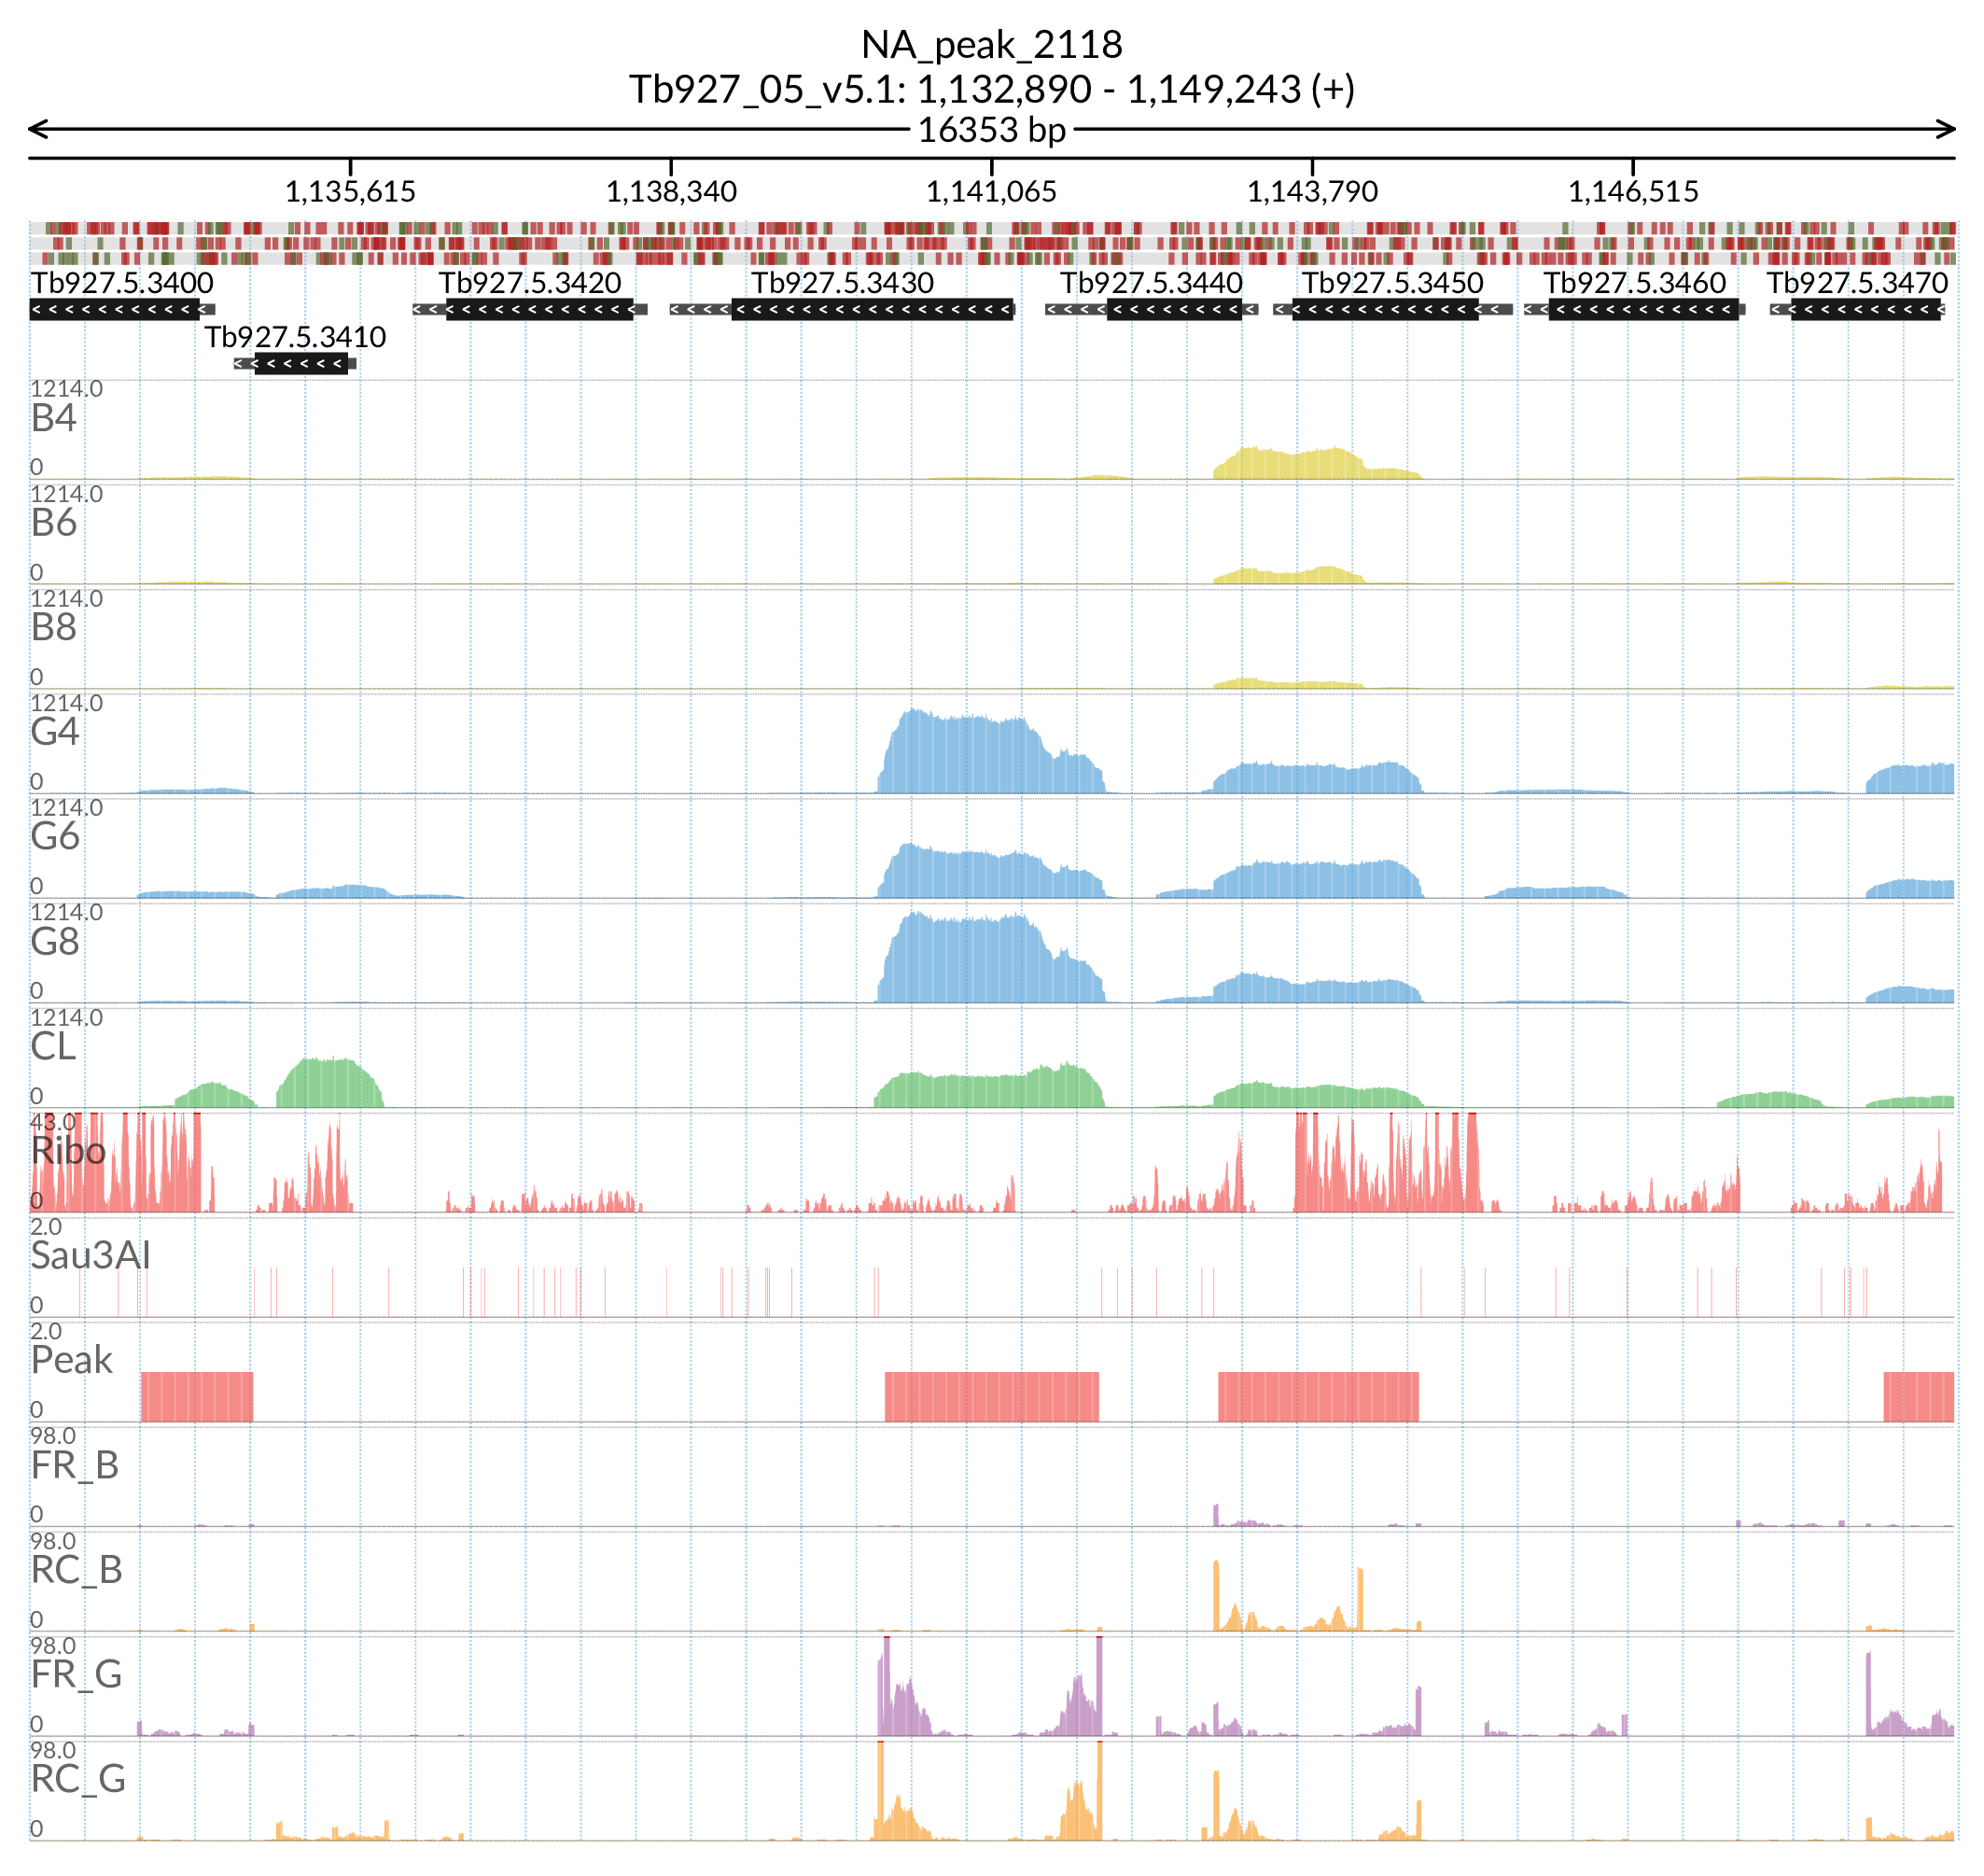 NA_peak_2118
Tb927_05_v5.1: 1,132,890 - 1,149,243 (+)
16353 bp
1,135,615 1,138,340 1,141,065 1,143,790 1,146,515
Tb927.5.3400 Tb927.5.3420 Tb927.5.3430 Tb927.5.3440 Tb927.5.3450 Tb927.5.3460 Tb927.5.3470
Tb927.5.3410
1214.0
B4
0
1214.0
B6
0
1214.0
B8
0
1214.0
G4
0
1214.0
G6
0
1214.0
G8
0
1214.0
CL
0
43.0
Ribo
0
2.0
Sau3AI
0
2.0
Peak
0
98.0
FR_B
0
98.0
RC_B
0
98.0
FR_G
0
98.0
RC_G
0